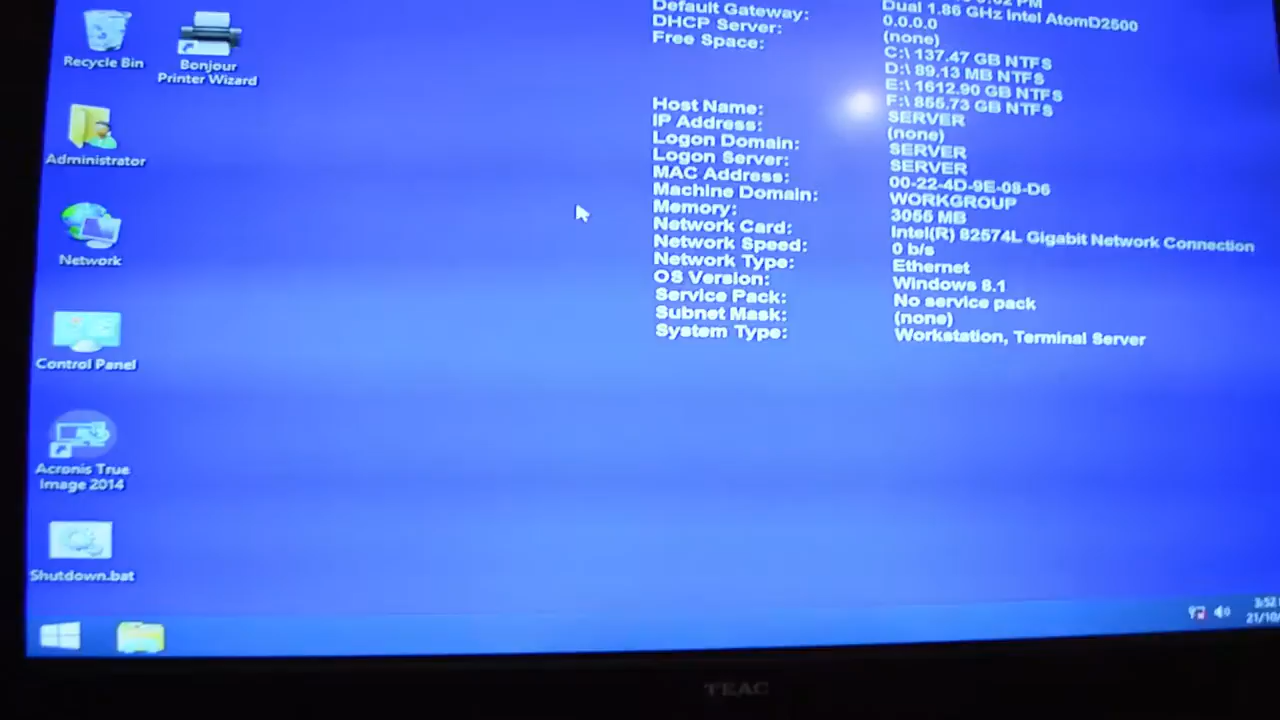 Recycle Bin
Bonjour
Printer Wizard
Administrator
Network
Control Panel
Acronis True
Image 2014
Shutdown.bat
PM
Default Gateway: Dual 1.86 GHz Intel AtomD2500
DHCP Server: 0.0.0.0
Free Space: (none)
C:\ 137.47 GB NTFS
D:\ 89.13 MB NTFS
E:\ 1612.90 GB NTFS
F:\ 855.73 GB NTFS
Host Name: SERVER
IP Address: (none)
Logon Domain: SERVER
Logon Server: SERVER
MAC Address: 00-22-4D-9E-08-D6
Machine Domain: WORKGROUP
Memory: 3055 MB
Network Card: Intel(R) 82574L Gigabit Network Connection
Network Speed: 0 b/s
Network Type: Ethernet
OS Version: Windows 8.1
Service Pack: No service pack
Subnet Mask: (none)
System Type: Workstation, Terminal Server
3:52
21/10/
TEAC